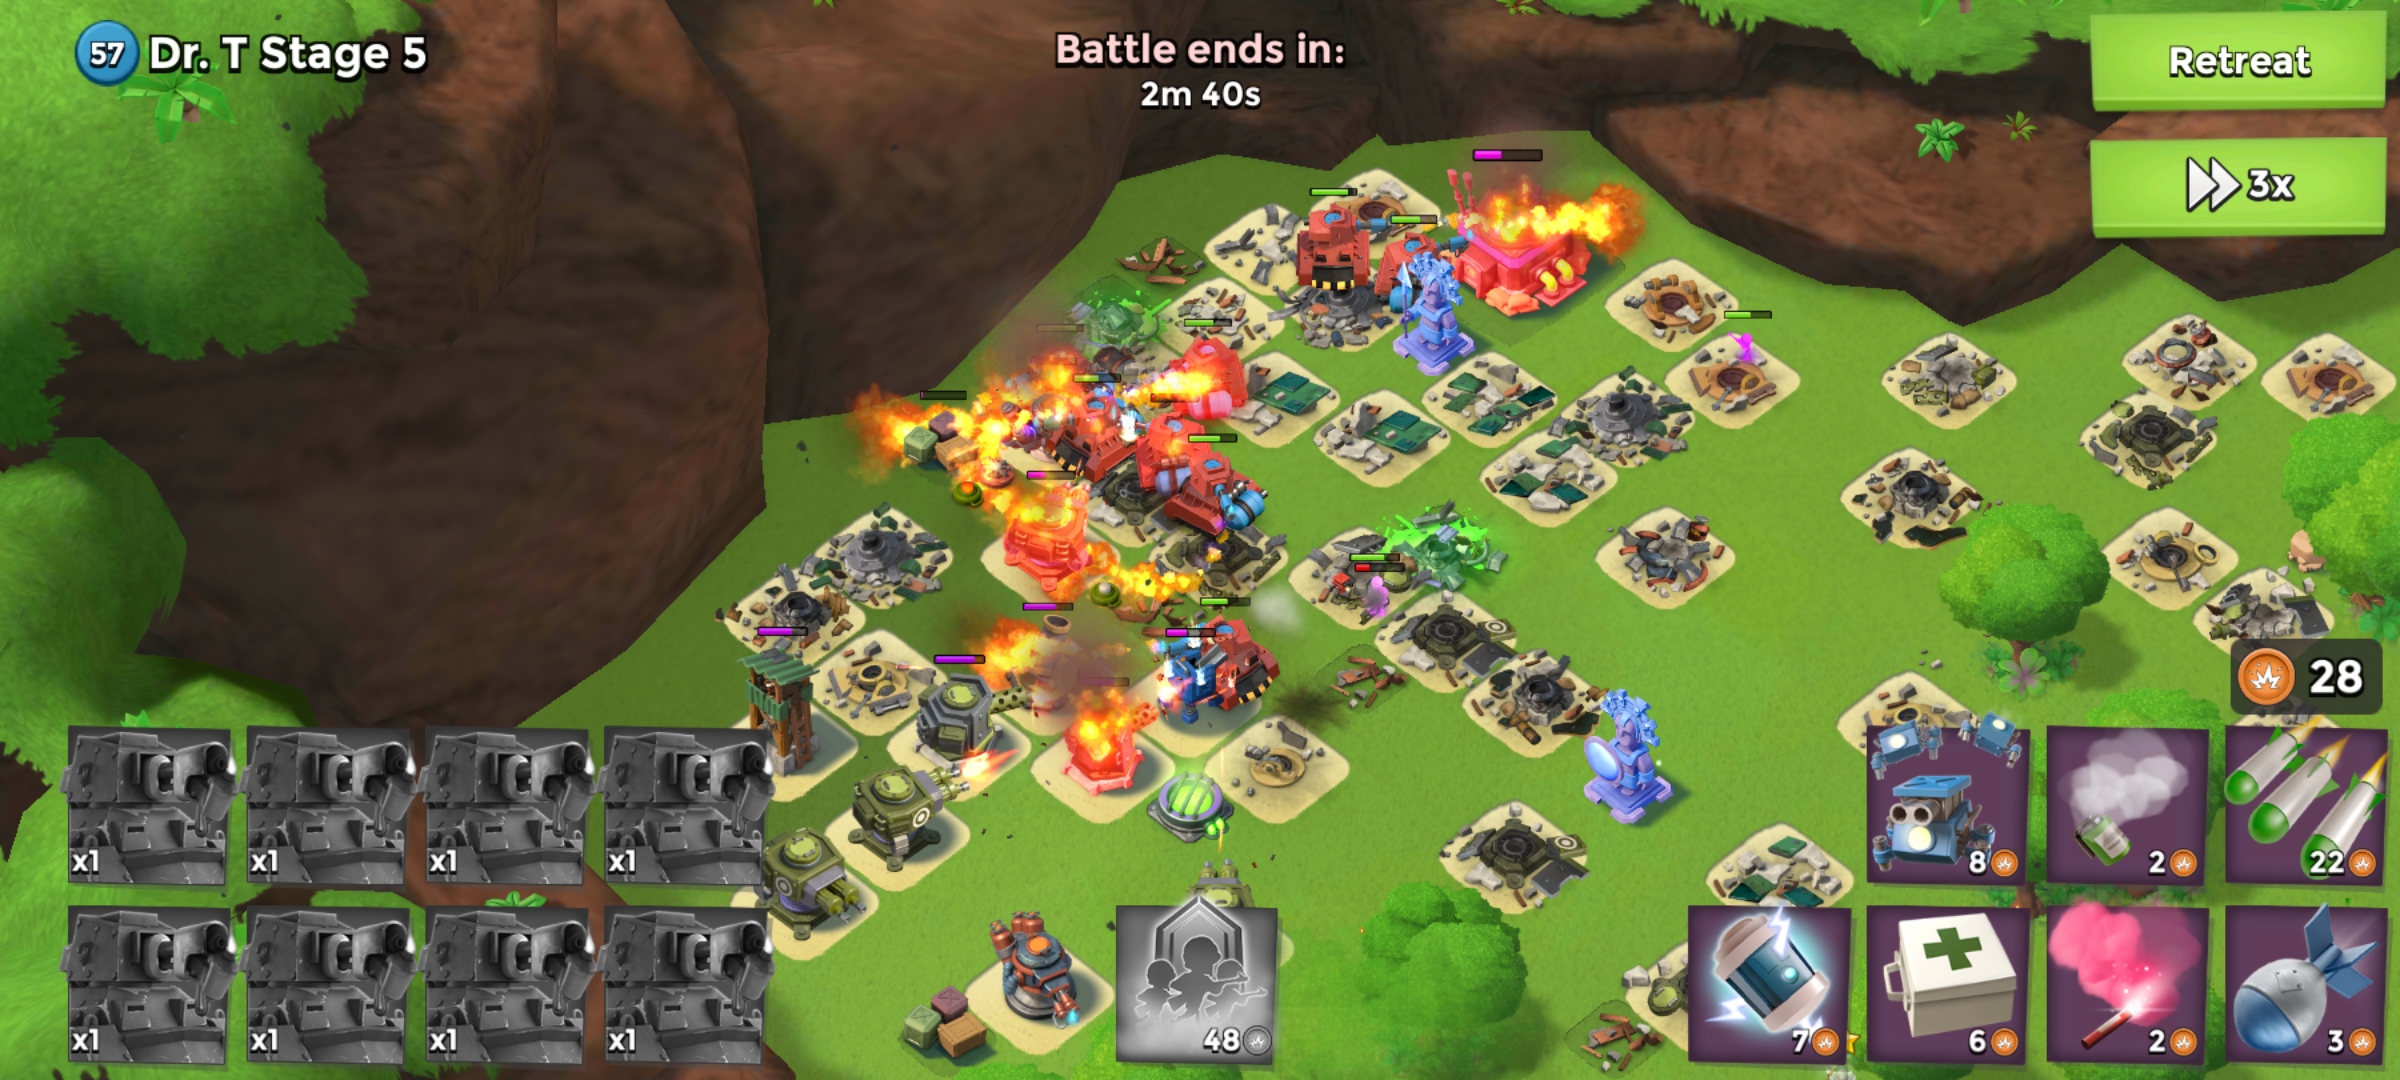 57 Dr. T Stage 5
Battle ends in:
2m 40s
Retreat
3x
28
x1 x1 x1 x1
8 2 22
x1 x1 x1 x1
48
7 6 2 3